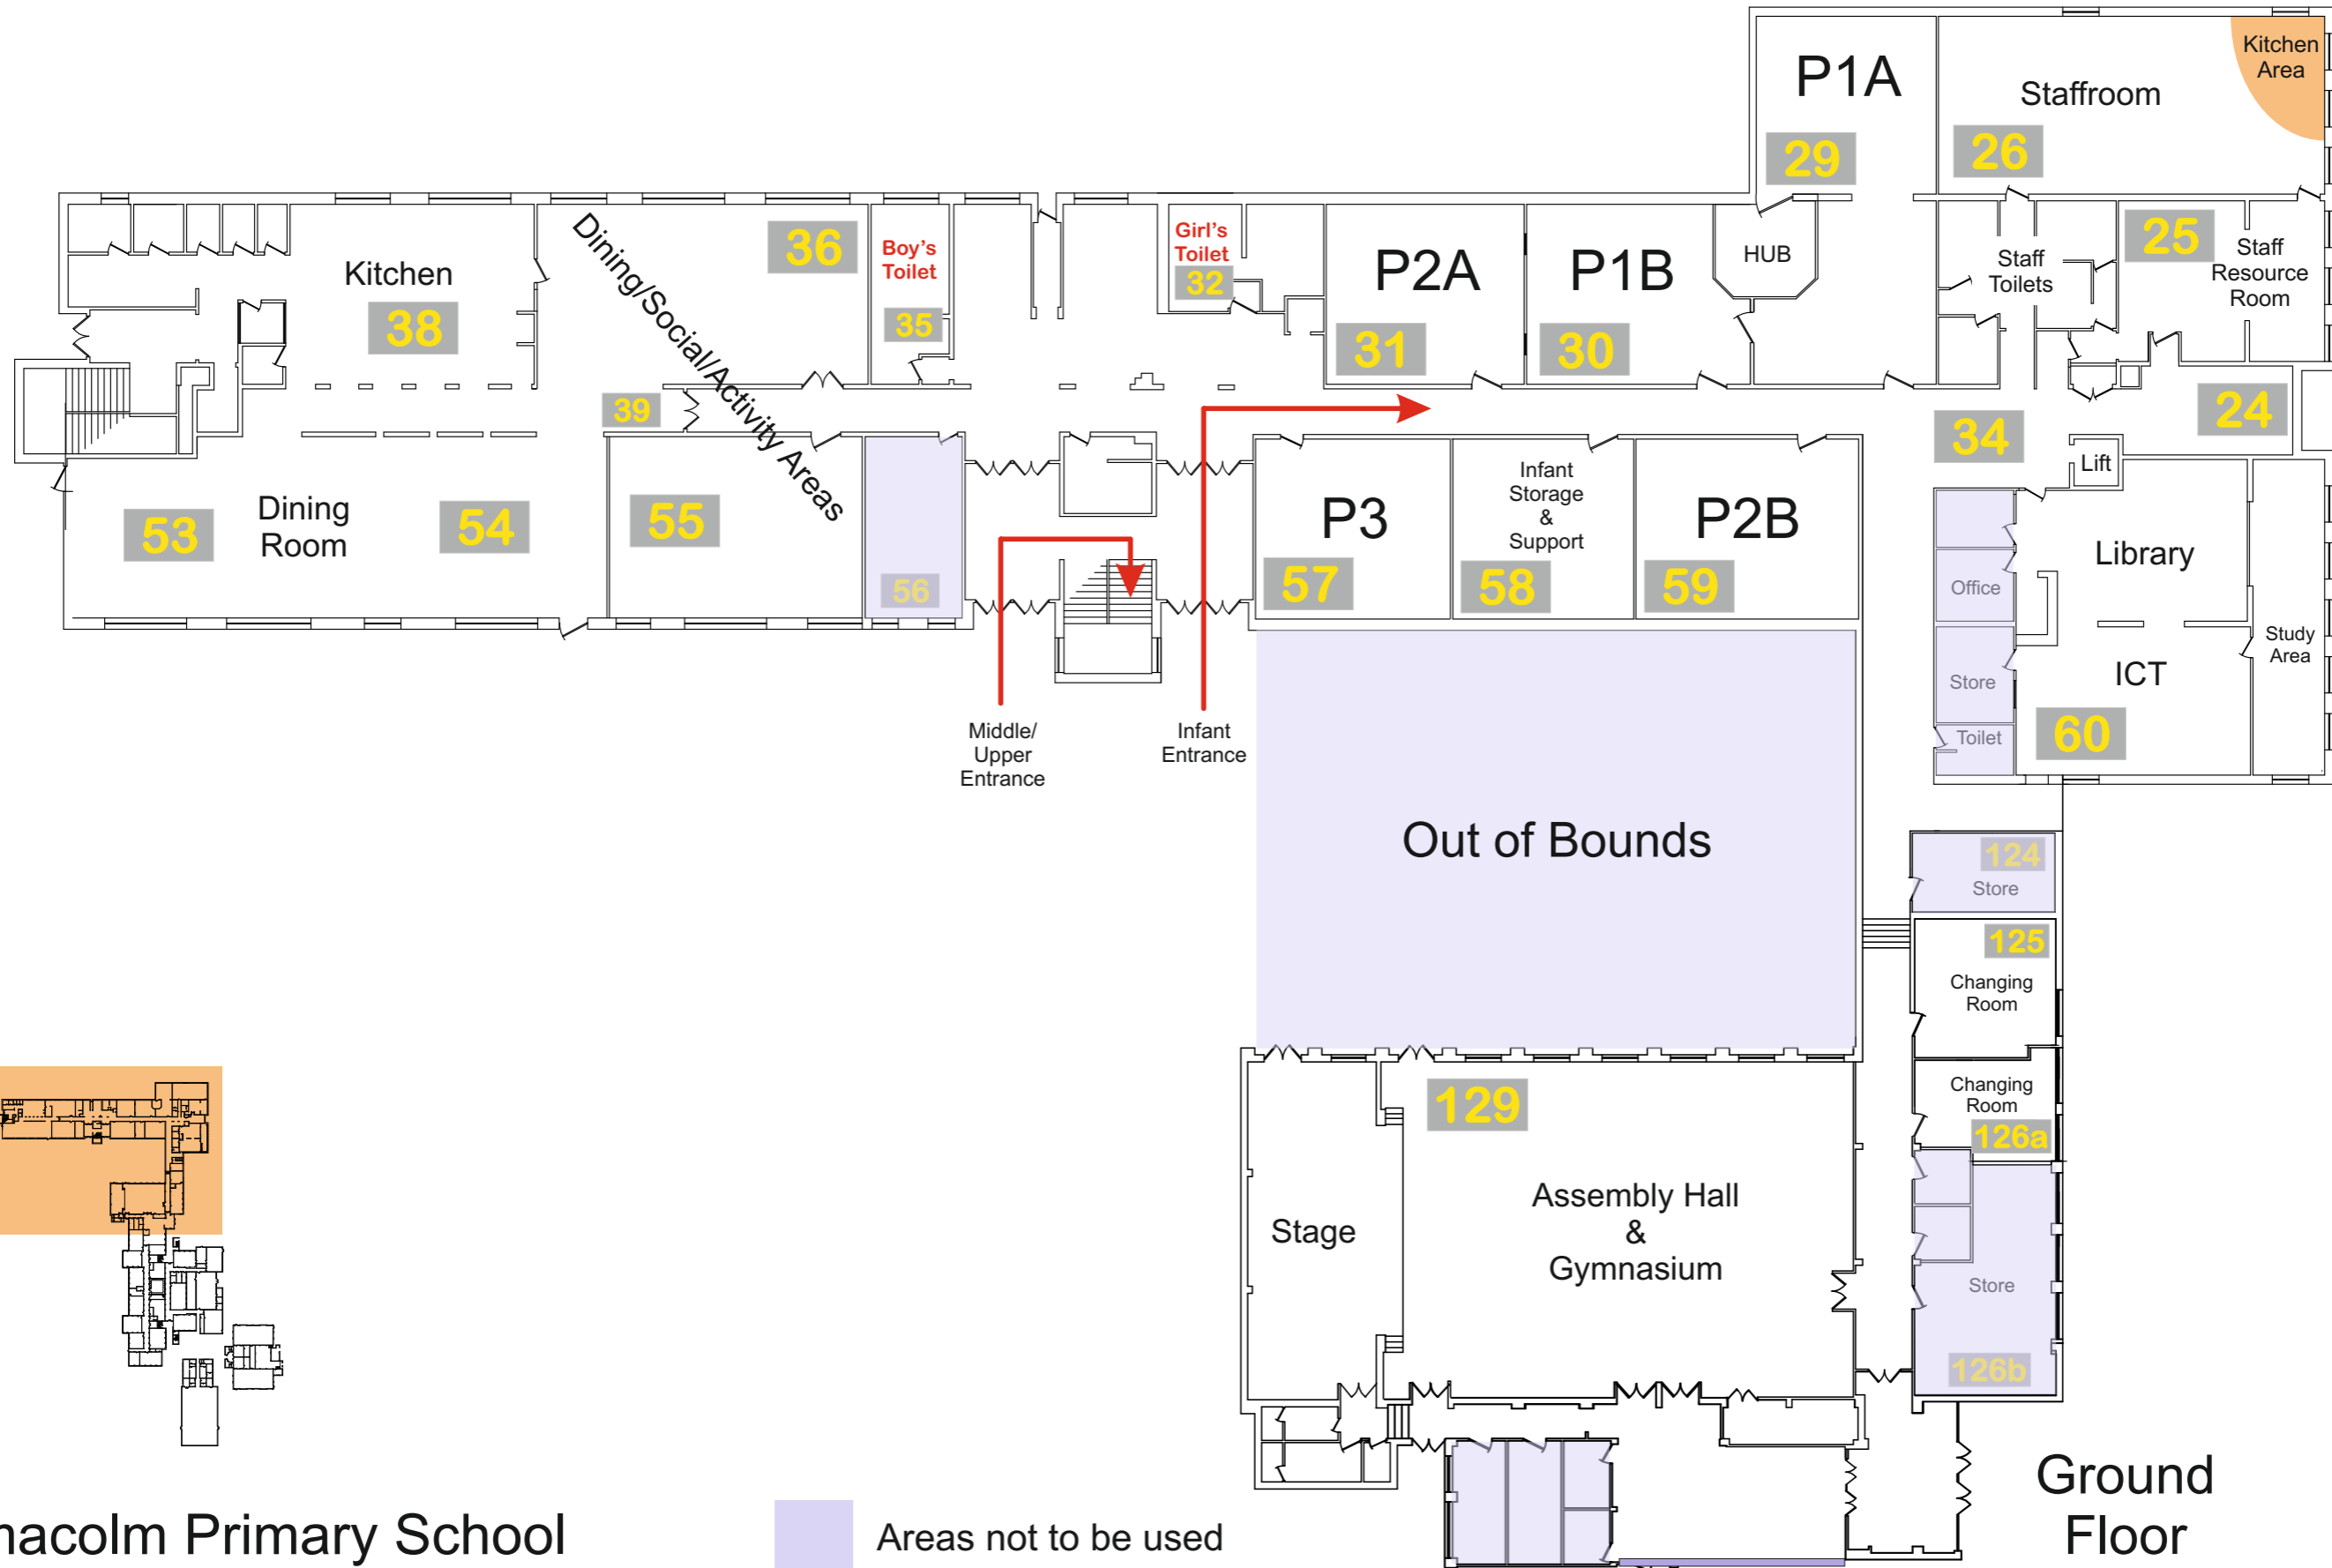 P1A
29
Staffroom
26
Kitchen
Area
Kitchen
38
Dining/Social/Activity Areas
36
Boy's
Toilet
35
Girl's
Toilet
32
P2A
31
P1B
30
HUB
Staff
Toilets
25
Staff
Resource
Room
39
34
24
Lift
53
Dining
Room
54
55
56
P3
57
Infant
Storage
&
Support
58
P2B
59
Office
Store
Toilet
Library
ICT
60
Study
Area
Middle/
Upper
Entrance
Infant
Entrance
Out of Bounds
124
Store
125
Changing
Room
Changing
Room
126a
Store
126b
129
Stage
Assembly Hall
&
Gymnasium
Primary School
Areas not to be used
Ground
Floor